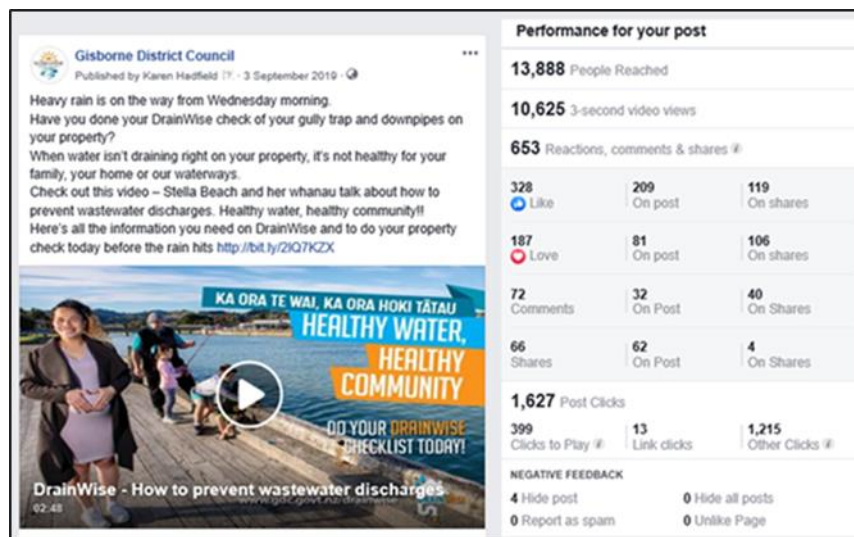 Gisborne District Council
Published by Karen Hadfield · 3 September 2019 ·
Heavy rain is on the way from Wednesday morning.
Have you done your DrainWise check of your gully trap and downpipes on
your property?
When water isn't draining right on your property, it's not healthy for your
family, your home or our waterways.
Check out this video – Stella Beach and her whanau talk about how to
prevent wastewater discharges. Healthy water, healthy community!!
Here's all the information you need on DrainWise and to do your property
check today before the rain hits http://bit.ly/2IQ7KZX
KA ORA TE WAI, KA ORA HOKI TĀTAU
HEALTHY WATER,
HEALTHY
COMMUNITY
DO YOUR DRAINWISE
CHECKLIST TODAY!
DrainWise - How to prevent wastewater discharges
www.gdc.govt.nz/drainwise
02:48
Performance for your post
13,888 People Reached
10,625 3-second video views
653 Reactions, comments & shares
328 209 119
Like On post On shares
187 81 106
Love On post On shares
72 32 40
Comments On Post On Shares
66 62 4
Shares On Post On Shares
1,627 Post Clicks
399 13 1,215
Clicks to Play Link clicks Other Clicks
NEGATIVE FEEDBACK
4 Hide post 0 Hide all posts
0 Report as spam 0 Unlike Page